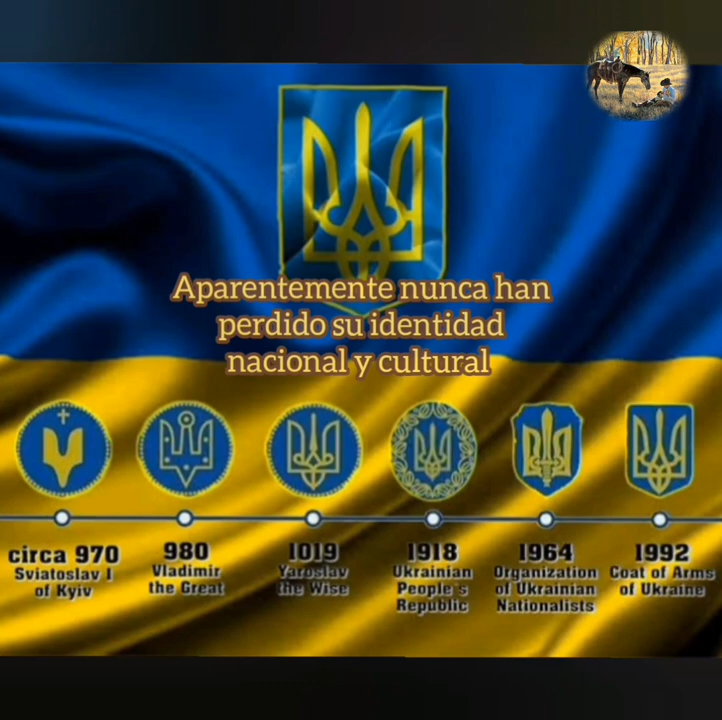 Aparentemente nunca han
perdido su identidad
nacional y cultural
circa 970
Sviatoslav I
of Kyiv
980
Vladimir
the Great
1019
Yaroslav
the Wise
1918
Ukrainian
People's
Republic
1964
Organization
of Ukrainian
Nationalists
1992
Coat of Arms
of Ukraine